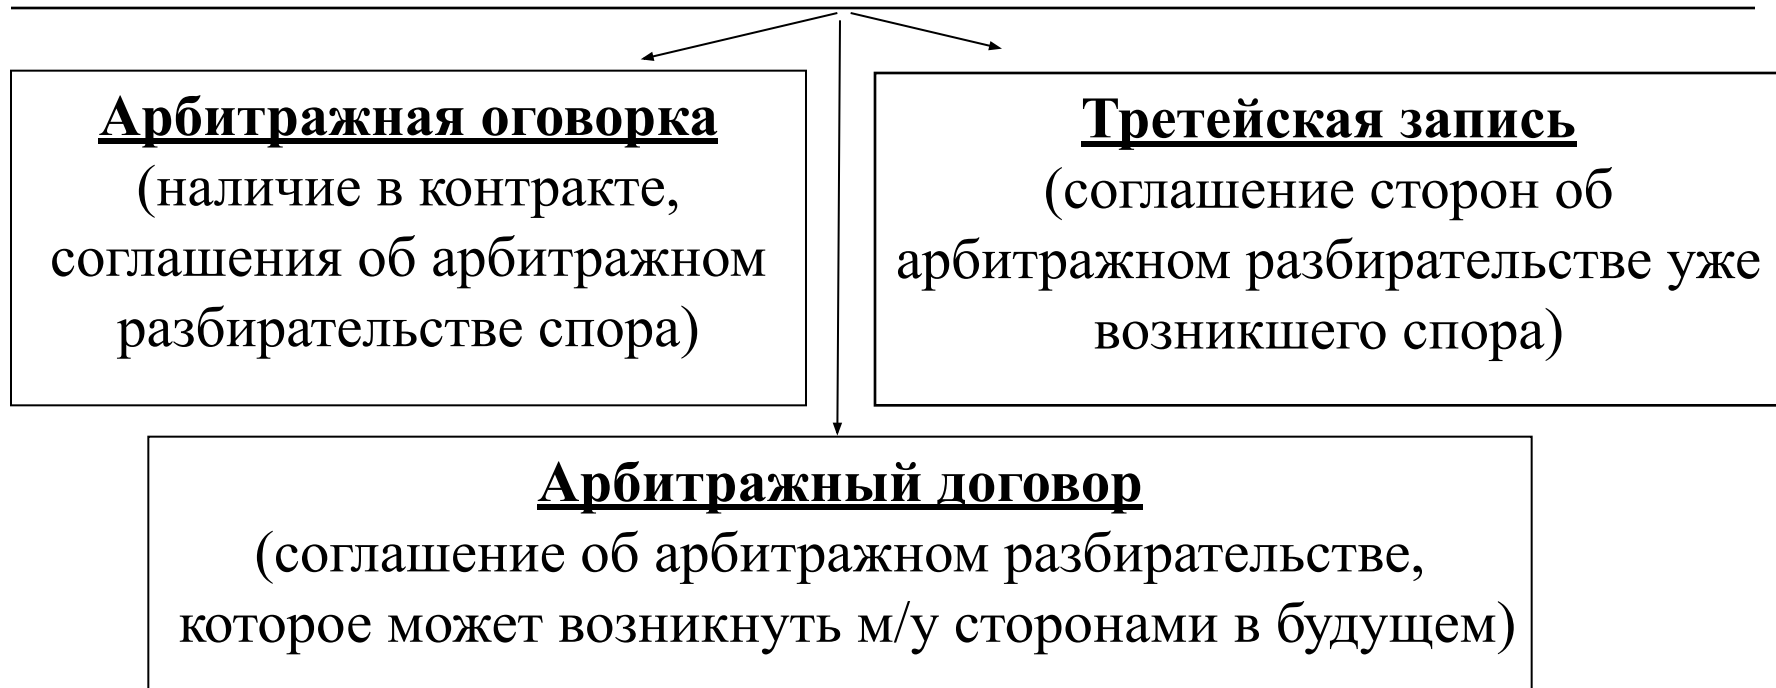 Арбитражная оговорка
(наличие в контракте,
соглашения об арбитражном
разбирательстве спора)
Третейская запись
(соглашение сторон об
арбитражном разбирательстве уже
возникшего спора)
Арбитражный договор
(соглашение об арбитражном разбирательстве,
которое может возникнуть м/у сторонами в будущем)